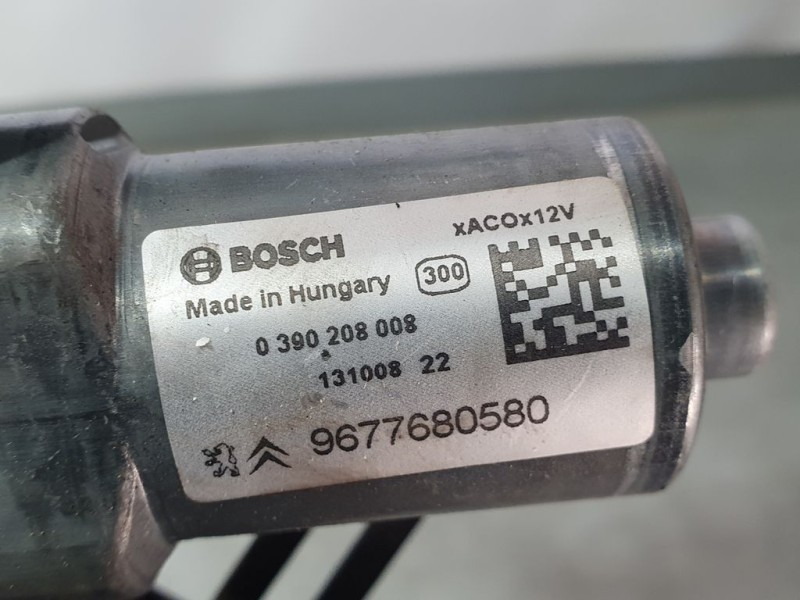 BOSCH
xACOx12V
Made in Hungary
300
0 390 208 008
131008 22
9677680580